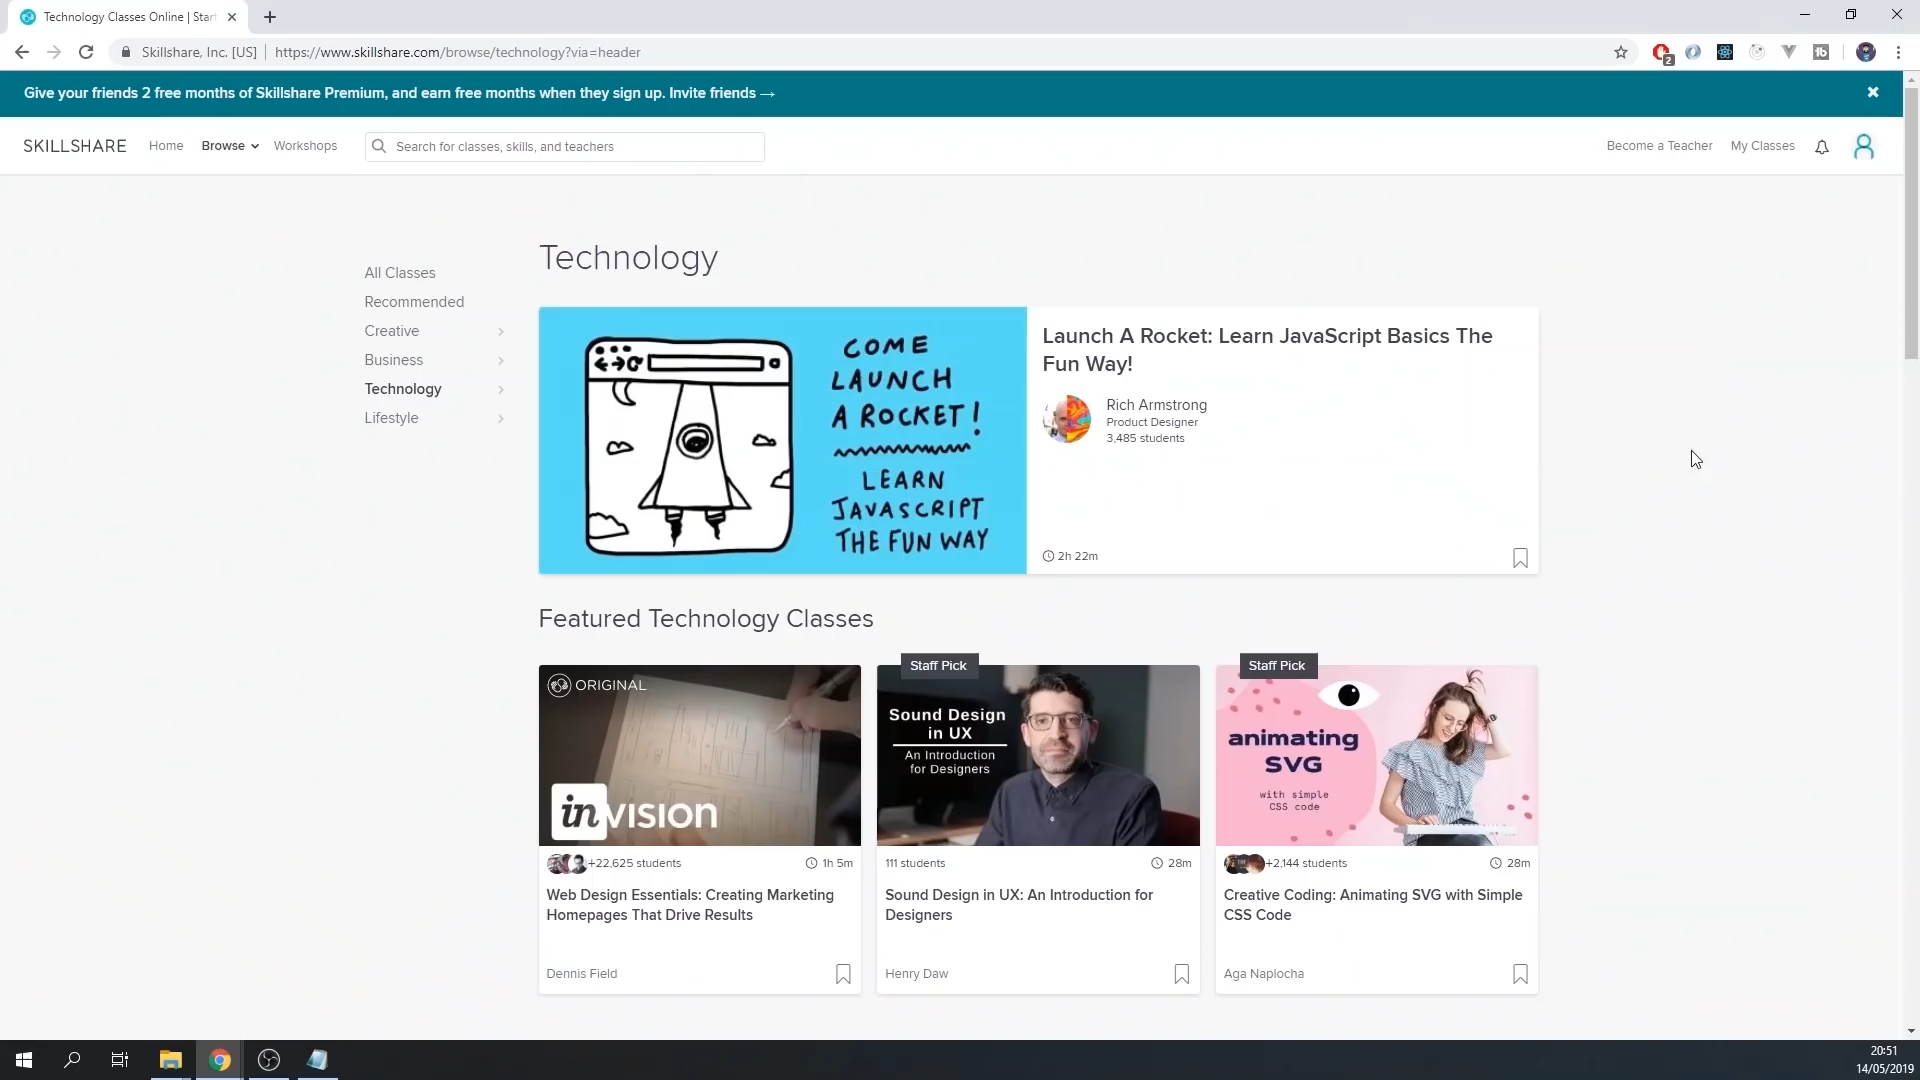 Technology Classes Online | Start
Skillshare, Inc. [US]
https://www.skillshare.com/browse/technology?via=header
2
Give your friends 2 free months of Skillshare Premium, and earn free months when they sign up. Invite friends →
SKILLSHARE
Home
Browse
Workshops
Search for classes, skills, and teachers
Become a Teacher
My Classes
All Classes
Recommended
Creative
Business
Technology
Lifestyle
Technology
COME
LAUNCH
A ROCKET!
LEARN
JAVASCRIPT
THE FUN WAY
Launch A Rocket: Learn JavaScript Basics The
Fun Way!
Rich Armstrong
Product Designer
3,485 students
2h 22m
Featured Technology Classes
ORIGINAL
invision
+22,625 students
1h 5m
Web Design Essentials: Creating Marketing
Homepages That Drive Results
Dennis Field
Staff Pick
Sound Design
in UX
An Introduction
for Designers
111 students
28m
Sound Design in UX: An Introduction for
Designers
Henry Daw
Staff Pick
animating
SVG
with simple
CSS code
+2,144 students
28m
Creative Coding: Animating SVG with Simple
CSS Code
Aga Naplocha
20:51
14/05/2019